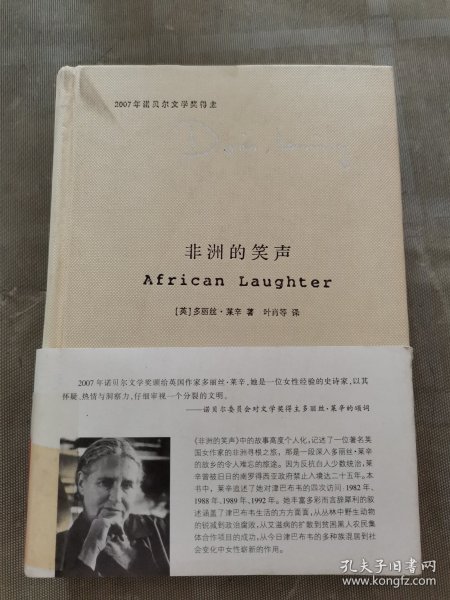 2007年诺贝尔文学奖得主
Doris Lessing
非洲的笑声
African Laughter
[英]多丽丝·莱辛 著 叶肖等 译
2007年诺贝尔文学奖颁给英国作家多丽丝·莱辛,她是一位女性经验的史诗家,以其
怀疑、热情与洞察力,仔细审视一个分裂的文明。
——诺贝尔委员会对文学奖得主多丽丝·莱辛的颂词
《非洲的笑声》中的故事高度个人化,记述了一位著名英
国女作家的非洲寻根之旅,那是一段深入多丽丝·莱辛
的故乡的令人难忘的旅途。因为反抗白人少数统治,莱
辛曾被旧日的南罗得西亚政府禁止入境达二十五年。本
书中,莱辛追述了她对津巴布韦的四次访问 1982年、
1988年、1989年、1992年。她丰富多彩而言辞犀利的叙
述涵盖了津巴布韦生活的方方面面,从丛林中野生动物
的锐减到政治腐败,从艾滋病的扩散到贫困黑人农民集
体合作项目的成功,从今日津巴布韦的多种族混居到社
会变化中女性崭新的作用。
孔夫子旧书网
www.kongfz.com